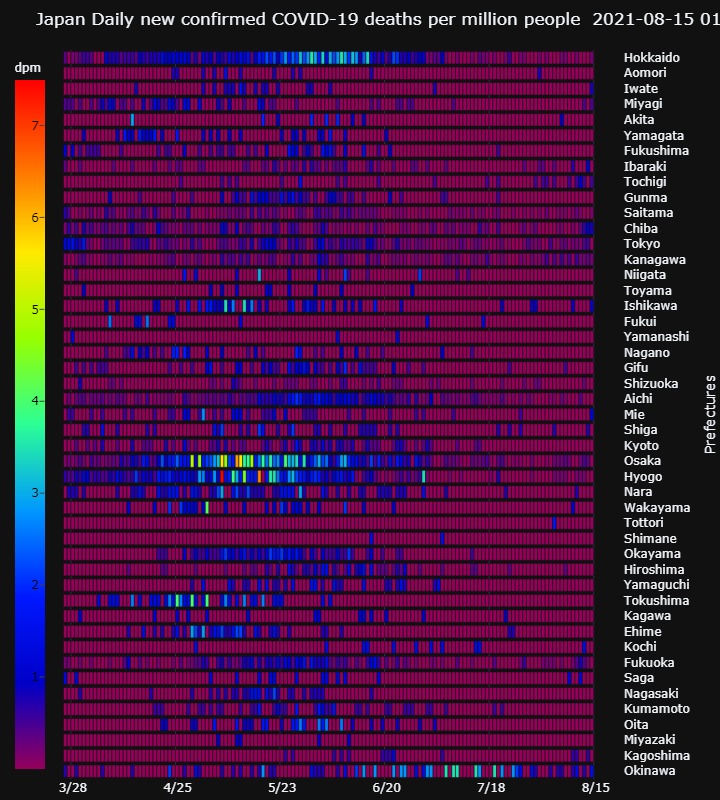 Japan Daily new confirmed COVID-19 deaths per million people  2021-08-15 01
dpm
7
6
5
4
3
2
1
Hokkaido
Aomori
Iwate
Miyagi
Akita
Yamagata
Fukushima
Ibaraki
Tochigi
Gunma
Saitama
Chiba
Tokyo
Kanagawa
Niigata
Toyama
Ishikawa
Fukui
Yamanashi
Nagano
Gifu
Shizuoka
Aichi
Mie
Shiga
Kyoto
Osaka
Hyogo
Nara
Wakayama
Tottori
Shimane
Okayama
Hiroshima
Yamaguchi
Tokushima
Kagawa
Ehime
Kochi
Fukuoka
Saga
Nagasaki
Kumamoto
Oita
Miyazaki
Kagoshima
Okinawa
Prefectures
3/28 4/25 5/23 6/20 7/18 8/15